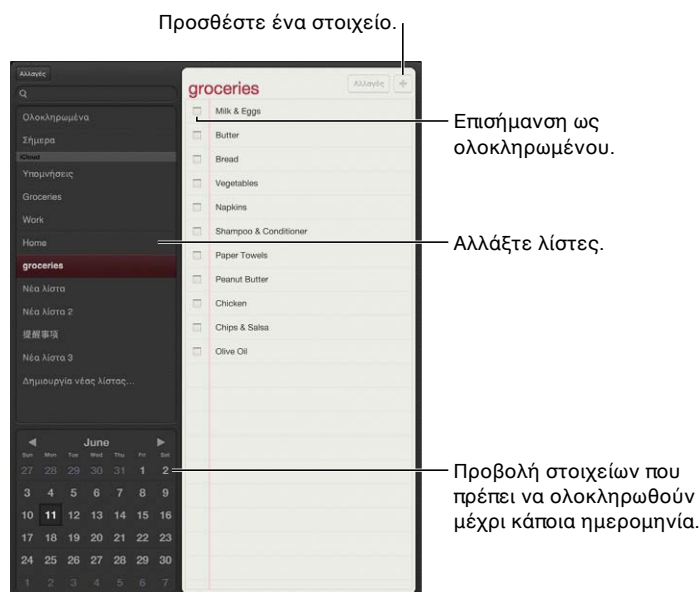 Προσθέστε ένα στοιχείο.
Αλλαγές
Ολοκληρωμένα
Σήμερα
iCloud
Υπομνήσεις
Groceries
Work
Home
groceries
Νέα λίστα
Νέα λίστα 2
提醒事项
Νέα λίστα 3
Δημιουργία νέας λίστας...
June
Sun Mon Tue Wed Thu Fri Sat
27 28 29 30 31 1 2
3 4 5 6 7 8 9
10 11 12 13 14 15 16
17 18 19 20 21 22 23
24 25 26 27 28 29 30
1 2 3 4 5 6 7
groceries
Αλλαγές +
Milk & Eggs
Butter
Bread
Vegetables
Napkins
Shampoo & Conditioner
Paper Towels
Peanut Butter
Chicken
Chips & Salsa
Olive Oil
Επισήμανση ως
ολοκληρωμένου.
Αλλάξτε λίστες.
Προβολή στοιχείων που
πρέπει να ολοκληρωθούν
μέχρι κάποια ημερομηνία.